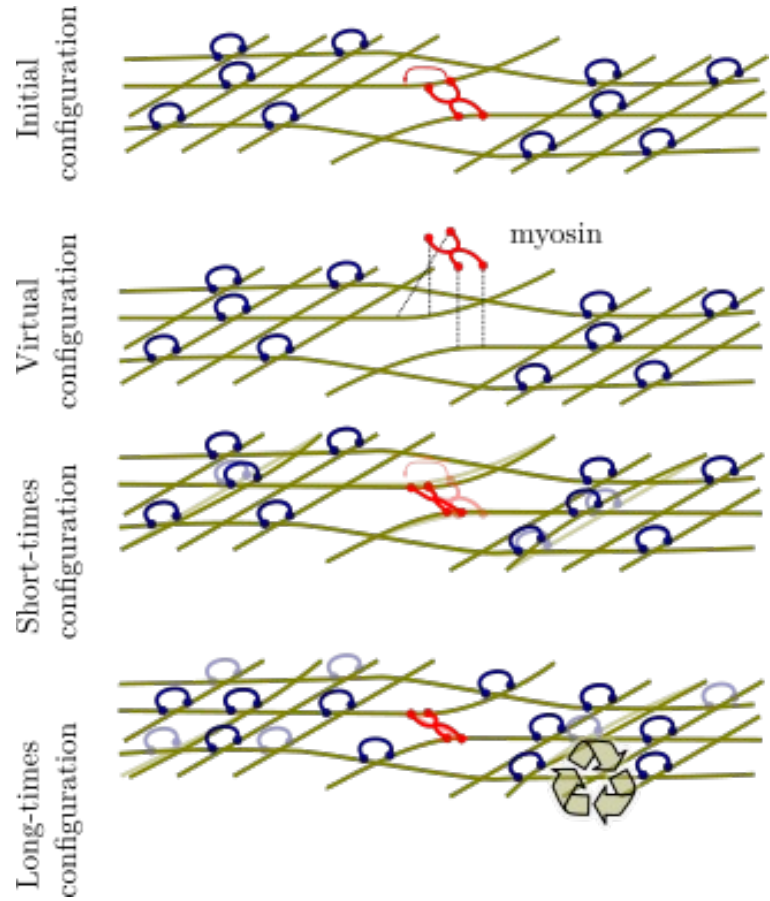 Initial
configuration
Virtual
configuration
myosin
Short-times
configuration
Long-times
configuration